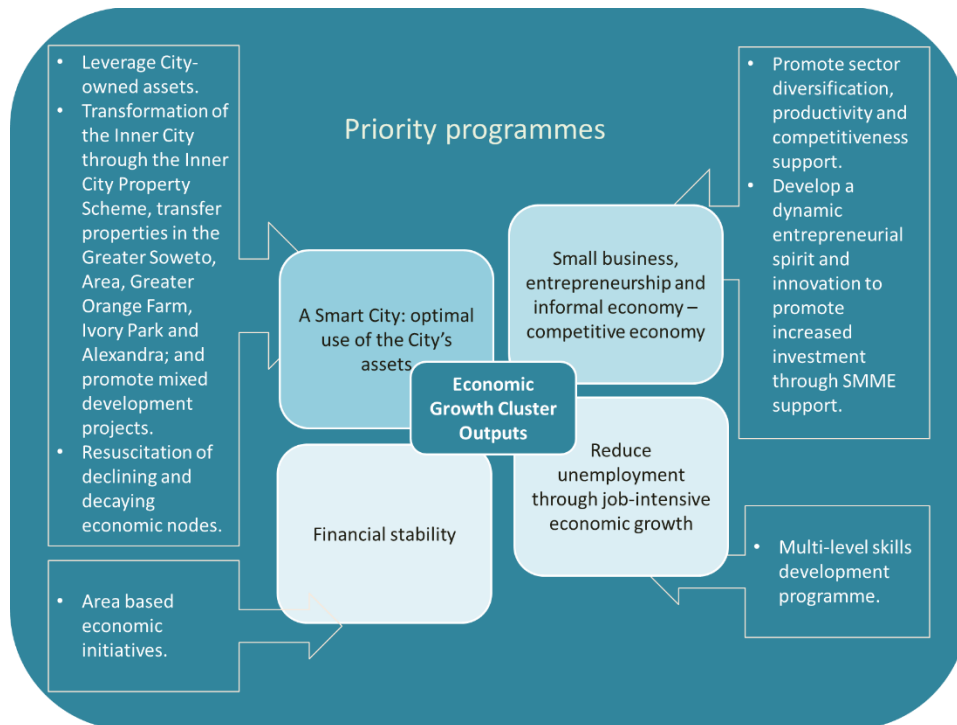 Priority programmes
• Leverage City-
owned assets.
• Transformation of
the Inner City
through the Inner
City Property
Scheme, transfer
properties in the
Greater Soweto,
Area, Greater
Orange Farm,
Ivory Park and
Alexandra; and
promote mixed
development
projects.
• Resuscitation of
declining and
decaying
economic nodes.
• Area based
economic
initiatives.
A Smart City: optimal
use of the City’s
assets
Small business,
entrepreneurship and
informal economy –
competitive economy
Economic
Growth Cluster
Outputs
Financial stability
Reduce
unemployment
through job-intensive
economic growth
• Promote sector
diversification,
productivity and
competitiveness
support.
• Develop a
dynamic
entrepreneurial
spirit and
innovation to
promote
increased
investment
through SMME
support.
• Multi-level skills
development
programme.